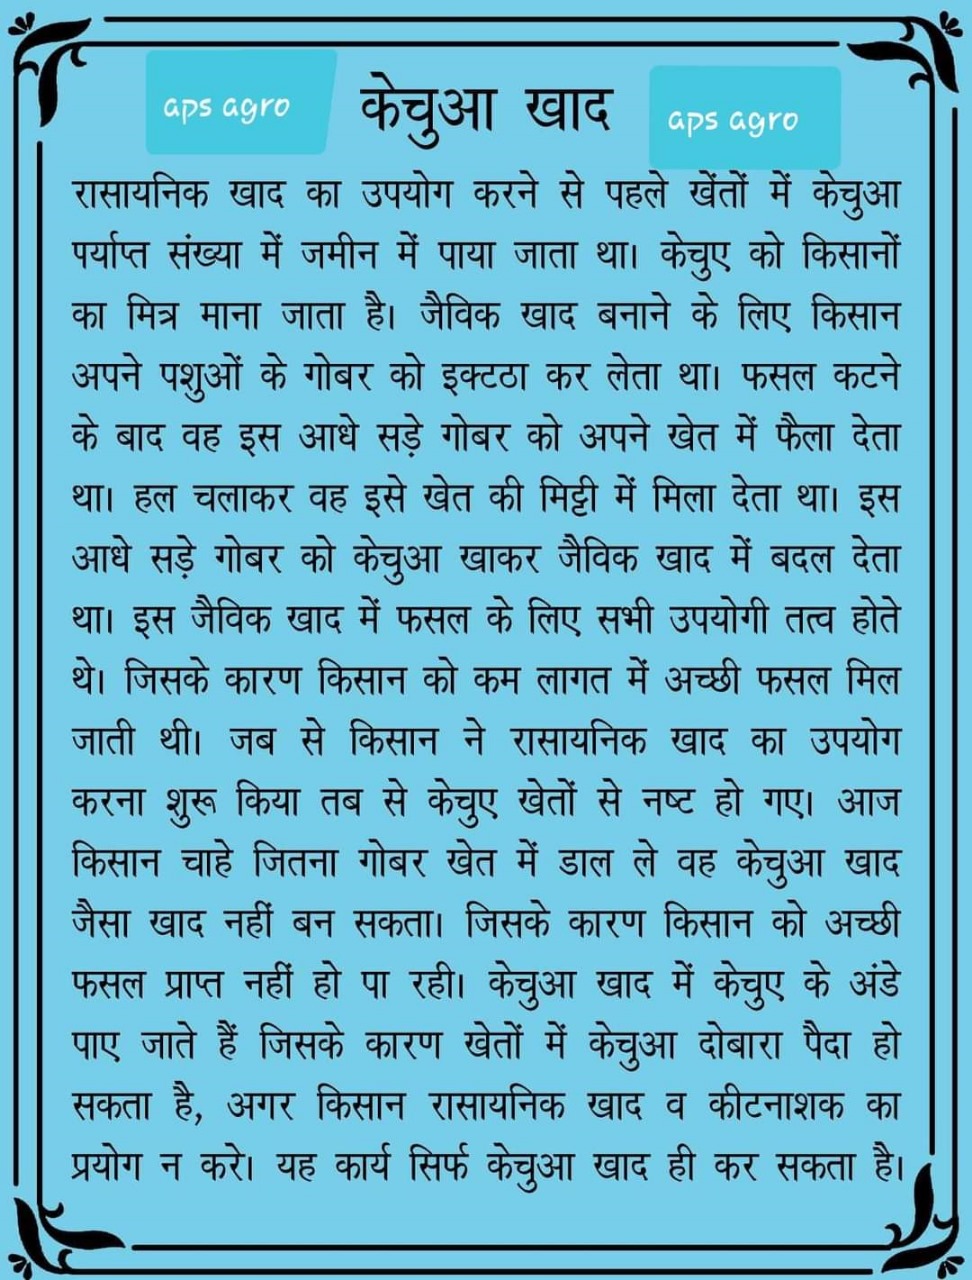 aps agro केचुआ खाद aps agro
रासायनिक खाद का उपयोग करने से पहले खेंतों में केचुआ
पर्याप्त संख्या में जमीन में पाया जाता था। केचुए को किसानों
का मित्र माना जाता है। जैविक खाद बनाने के लिए किसान
अपने पशुओं के गोबर को इक्टठा कर लेता था। फसल कटने
के बाद वह इस आधे सड़े गोबर को अपने खेत में फैला देता
था। हल चलाकर वह इसे खेत की मिट्टी में मिला देता था। इस
आधे सड़े गोबर को केचुआ खाकर जैविक खाद में बदल देता
था। इस जैविक खाद में फसल के लिए सभी उपयोगी तत्व होते
थे। जिसके कारण किसान को कम लागत में अच्छी फसल मिल
जाती थी। जब से किसान ने रासायनिक खाद का उपयोग
करना शुरू किया तब से केचुए खेतों से नष्ट हो गए। आज
किसान चाहे जितना गोबर खेत में डाल ले वह केचुआ खाद
जैसा खाद नहीं बन सकता। जिसके कारण किसान को अच्छी
फसल प्राप्त नहीं हो पा रही। केचुआ खाद में केचुए के अंडे
पाए जाते हैं जिसके कारण खेतों में केचुआ दोबारा पैदा हो
सकता है, अगर किसान रासायनिक खाद व कीटनाशक का
प्रयोग न करे। यह कार्य सिर्फ केचुआ खाद ही कर सकता है।